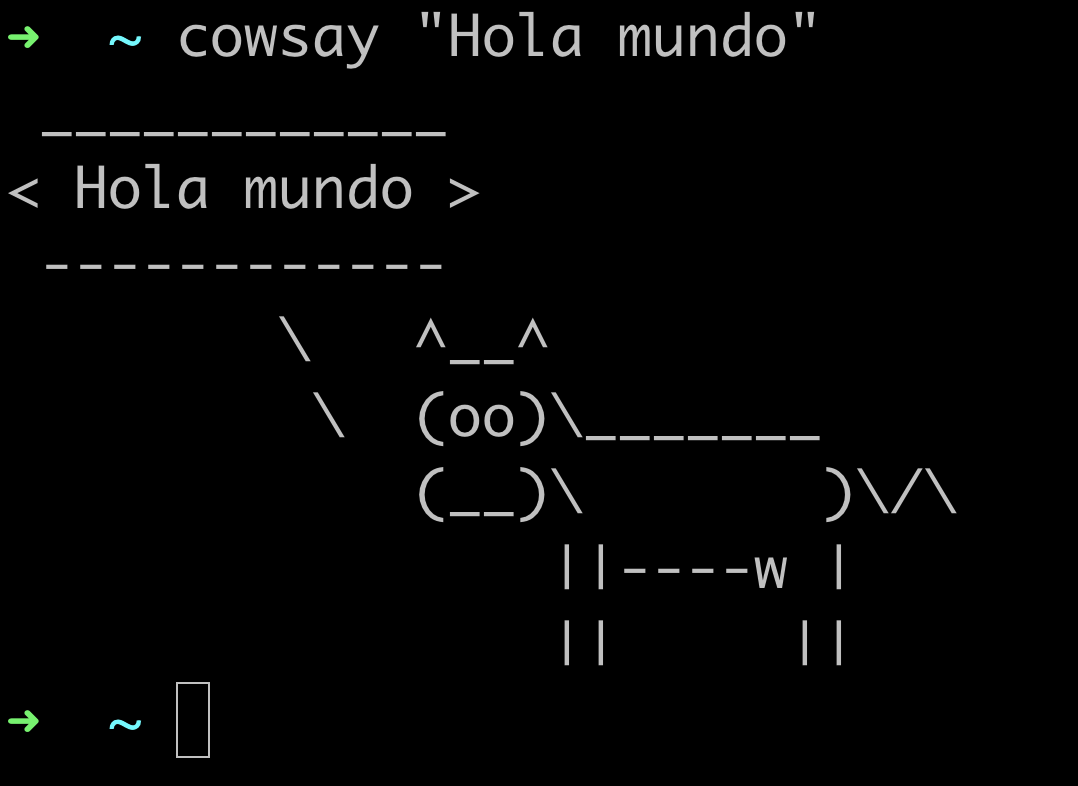 ➜  ~ cowsay "Hola mundo"
 ____________
< Hola mundo >
 ------------
        \   ^__^
         \  (oo)\_______
            (__)\       )\/\
                ||----w |
                ||     ||
➜  ~